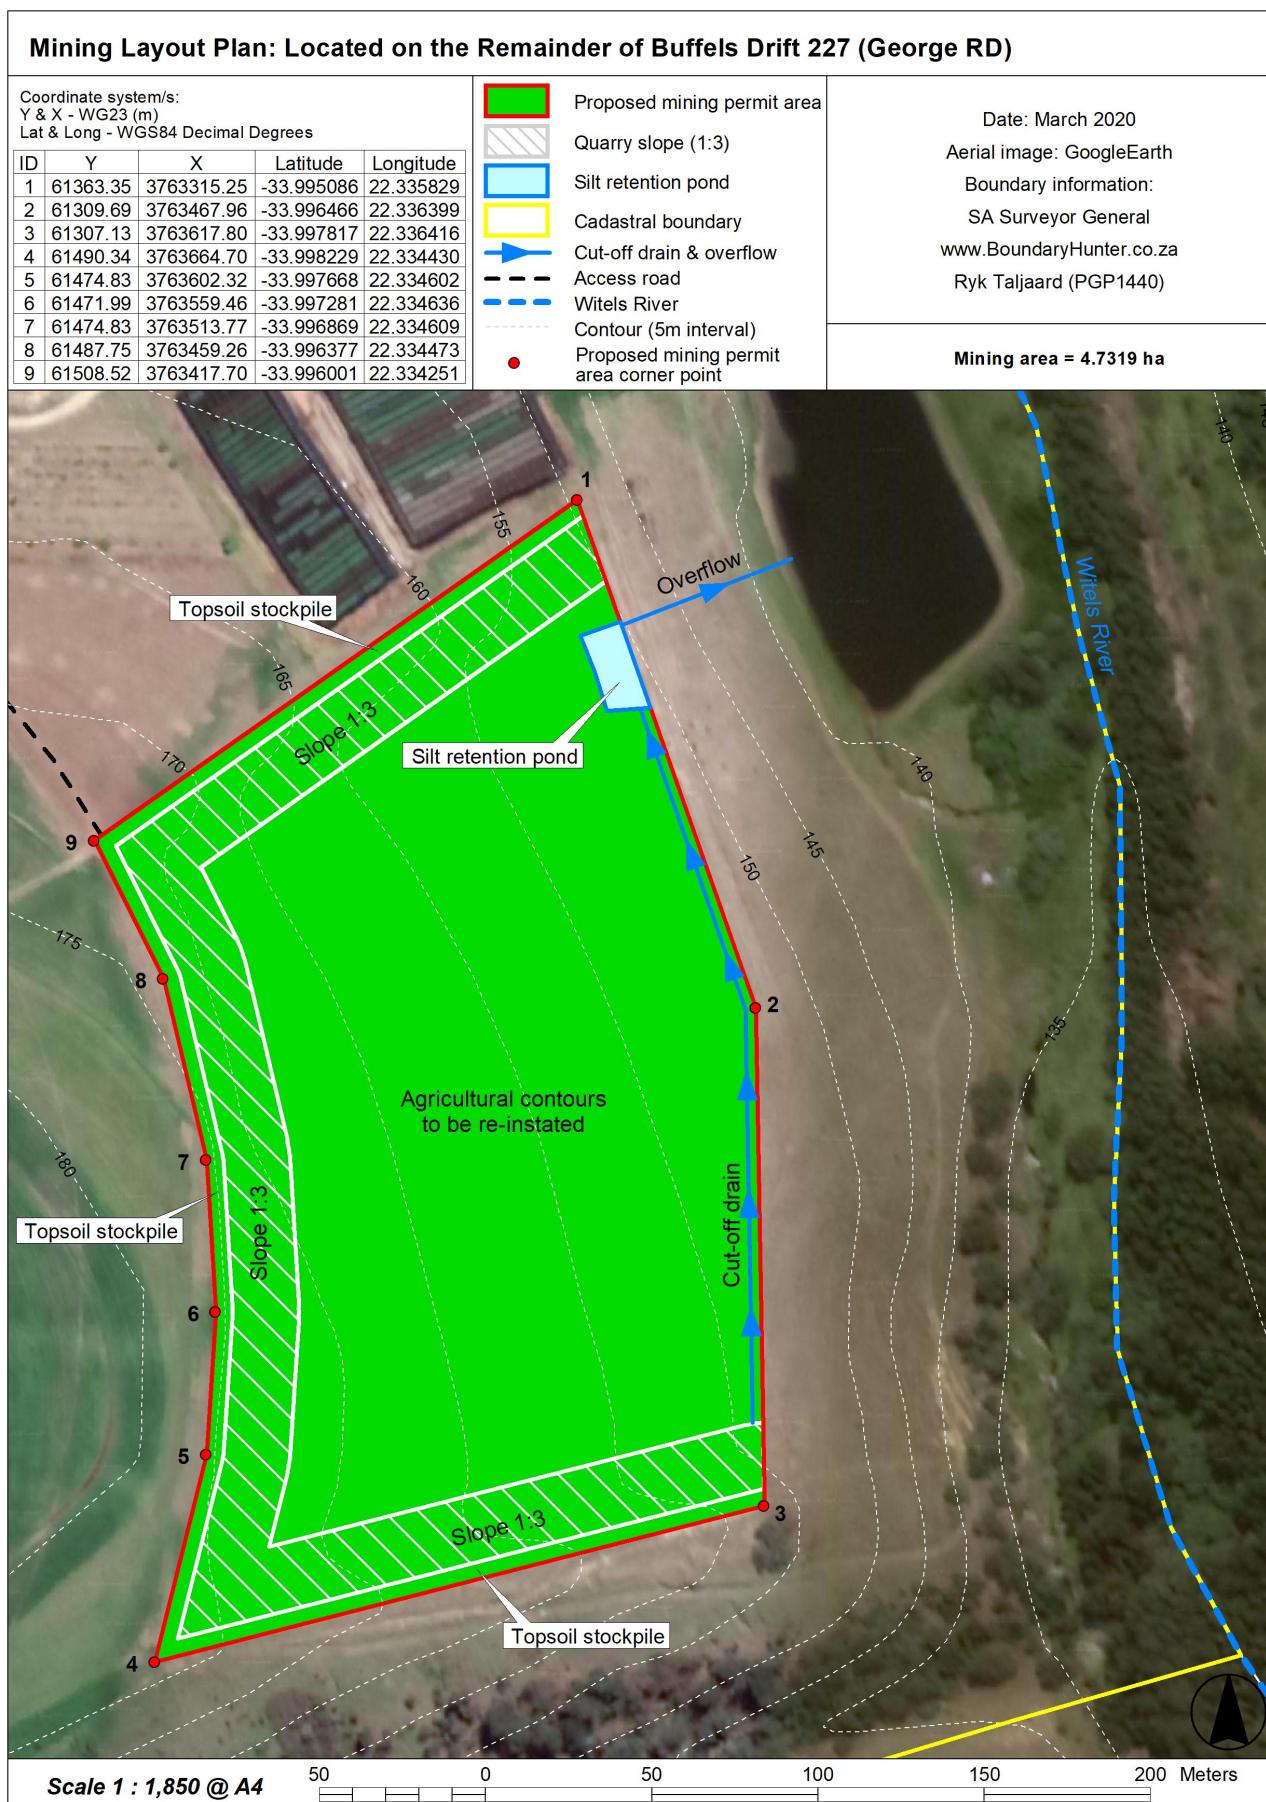 Mining Layout Plan: Located on the Remainder of Buffels Drift 227 (George RD)
Coordinate system/s:
Y & X - WG23 (m)
Lat & Long - WGS84 Decimal Degrees
ID Y X Latitude Longitude
1 61363.35 3763315.25 -33.995086 22.335829
2 61309.69 3763467.96 -33.996466 22.336399
3 61307.13 3763617.80 -33.997817 22.336416
4 61490.34 3763664.70 -33.998229 22.334430
5 61474.83 3763602.32 -33.997668 22.334602
6 61471.99 3763559.46 -33.997281 22.334636
7 61474.83 3763513.77 -33.996869 22.334609
8 61487.75 3763459.26 -33.996377 22.334473
9 61508.52 3763417.70 -33.996001 22.334251
Proposed mining permit area
Quarry slope (1:3)
Silt retention pond
Cadastral boundary
Cut-off drain & overflow
Access road
Witels River
Contour (5m interval)
Proposed mining permit
area corner point
Date: March 2020
Aerial image: GoogleEarth
Boundary information:
SA Surveyor General
www.BoundaryHunter.co.za
Ryk Taljaard (PGP1440)
Mining area = 4.7319 ha
140
1
155
Overflow
160
Topsoil stockpile
Witels River
165
Slope 1:3
170
Silt retention pond
140
9
145
150
175
8
2
135
Agricultural contours
to be re-instated
180
7
Topsoil stockpile
Slope 1:3
Cut-off drain
6
5
3
Slope 1:3
Topsoil stockpile
4
Scale 1 : 1,850 @ A4
50 0 50 100 150 200 Meters